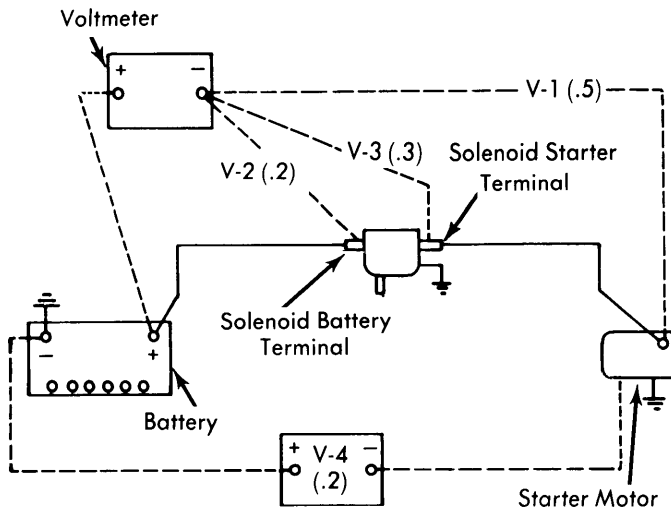 Voltmeter
+ −
V-1 (.5)
V-3 (.3)
V-2 (.2)
Solenoid Starter
Terminal
Solenoid Battery
Terminal
− +
Battery
+ V-4 −
(.2)
Starter Motor